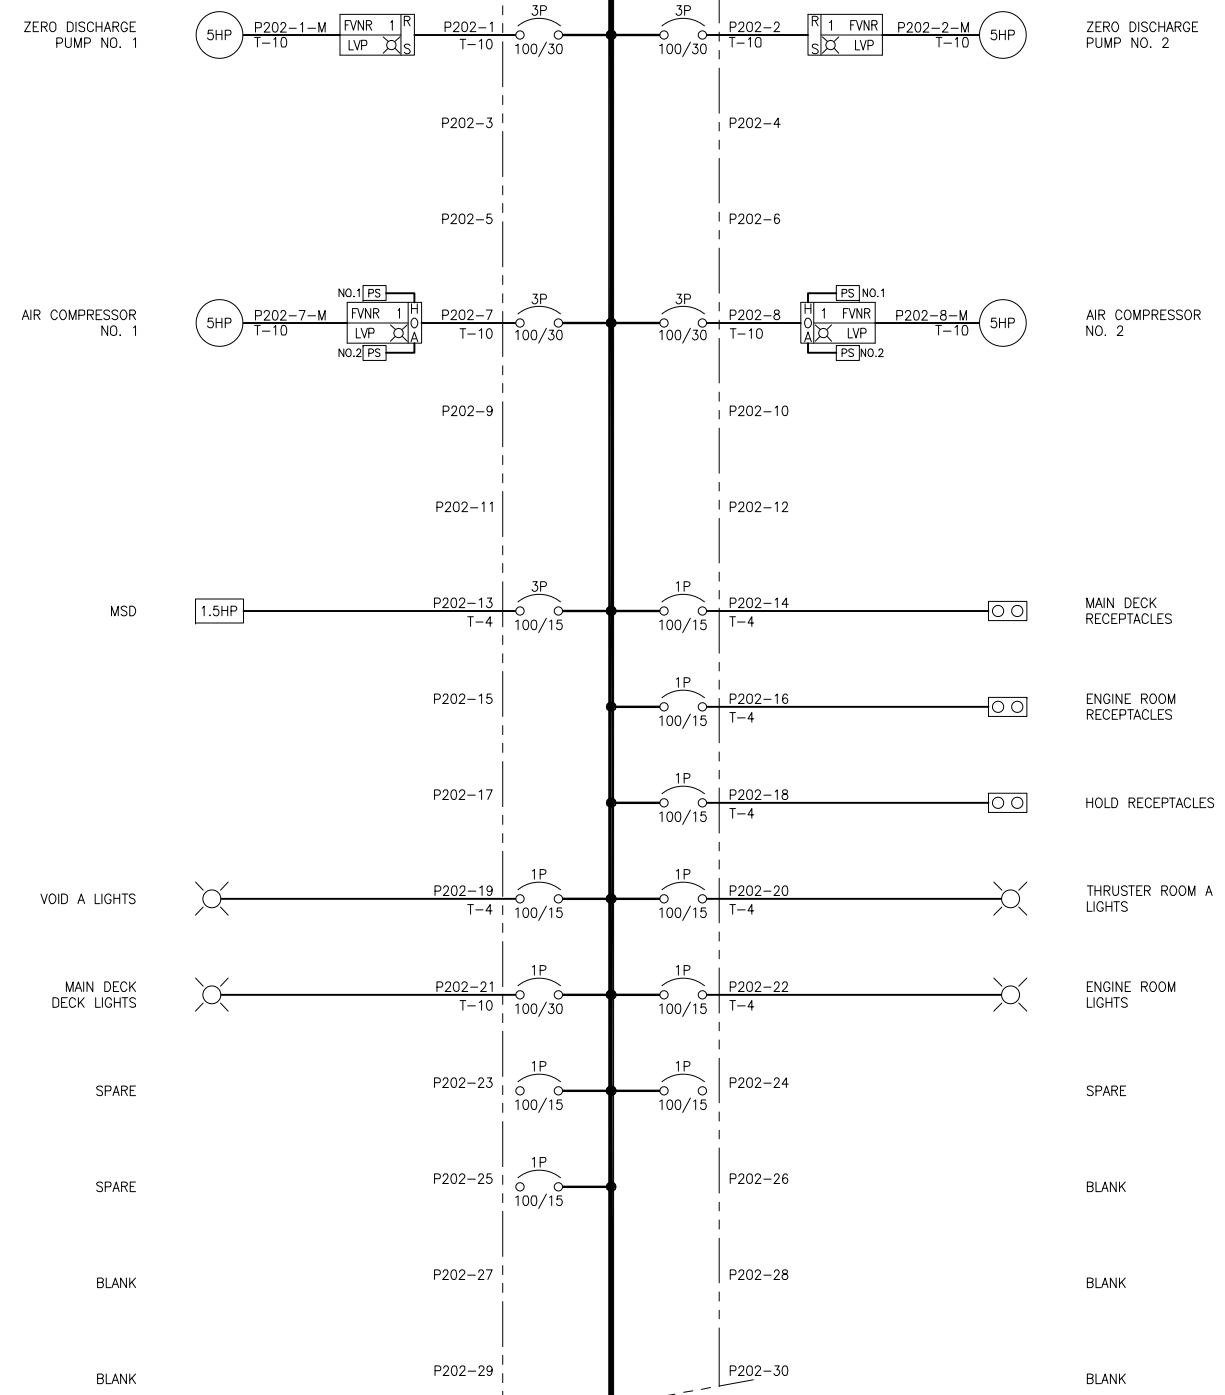 ZERO DISCHARGE
PUMP NO. 1
5HP
P202-1-M
T-10
FVNR 1
LVP
R
S
P202-1
T-10
3P
100/30
3P
100/30
P202-2
T-10
R
S
1 FVNR
LVP
P202-2-M
T-10
5HP
ZERO DISCHARGE
PUMP NO. 2
P202-3
P202-4
P202-5
P202-6
AIR COMPRESSOR
NO. 1
5HP
P202-7-M
T-10
NO.1 PS
FVNR 1
LVP
H
O
A
NO.2 PS
P202-7
T-10
3P
100/30
3P
100/30
P202-8
T-10
PS NO.1
H
O
A
1 FVNR
LVP
PS NO.2
P202-8-M
T-10
5HP
AIR COMPRESSOR
NO. 2
P202-9
P202-10
P202-11
P202-12
MSD
1.5HP
P202-13
T-4
3P
100/15
1P
100/15
P202-14
T-4
MAIN DECK
RECEPTACLES
P202-15
1P
100/15
P202-16
T-4
ENGINE ROOM
RECEPTACLES
P202-17
1P
100/15
P202-18
T-4
HOLD RECEPTACLES
VOID A LIGHTS
P202-19
T-4
1P
100/15
1P
100/15
P202-20
T-4
THRUSTER ROOM A
LIGHTS
MAIN DECK
DECK LIGHTS
P202-21
T-10
1P
100/30
1P
100/15
P202-22
T-4
ENGINE ROOM
LIGHTS
SPARE
P202-23
1P
100/15
1P
100/15
P202-24
SPARE
SPARE
P202-25
1P
100/15
P202-26
BLANK
BLANK
P202-27
P202-28
BLANK
BLANK
P202-29
P202-30
BLANK